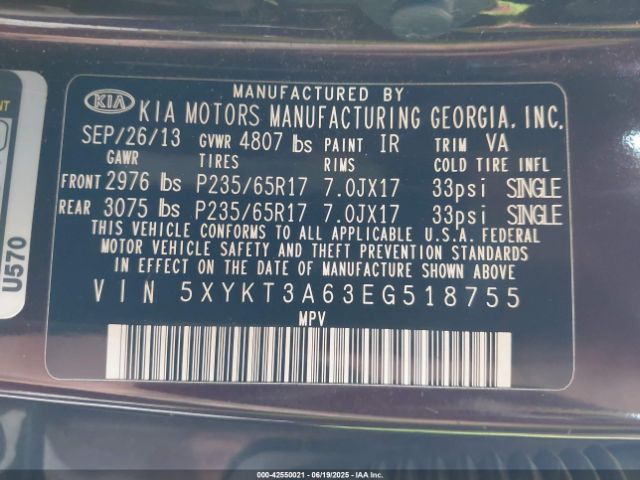 MANUFACTURED BY
KIA KIA MOTORS MANUFACTURING GEORGIA, INC.
SEP/26/13 GVWR 4807 lbs PAINT IR TRIM VA
GAWR TIRES RIMS COLD TIRE INFL
FRONT 2976 lbs P235/65R17 7.0JX17 33psi SINGLE
REAR 3075 lbs P235/65R17 7.0JX17 33psi SINGLE
THIS VEHICLE CONFORMS TO ALL APPLICABLE U.S.A. FEDERAL
MOTOR VEHICLE SAFETY AND THEFT PREVENTION STANDARDS
IN EFFECT ON THE DATE OF MANUFACTURE SHOWN ABOVE
VIN 5XYKT3A63EG518755
MPV
U570
000-42550021 | 06/19/2025 | IAA Inc. (USA)